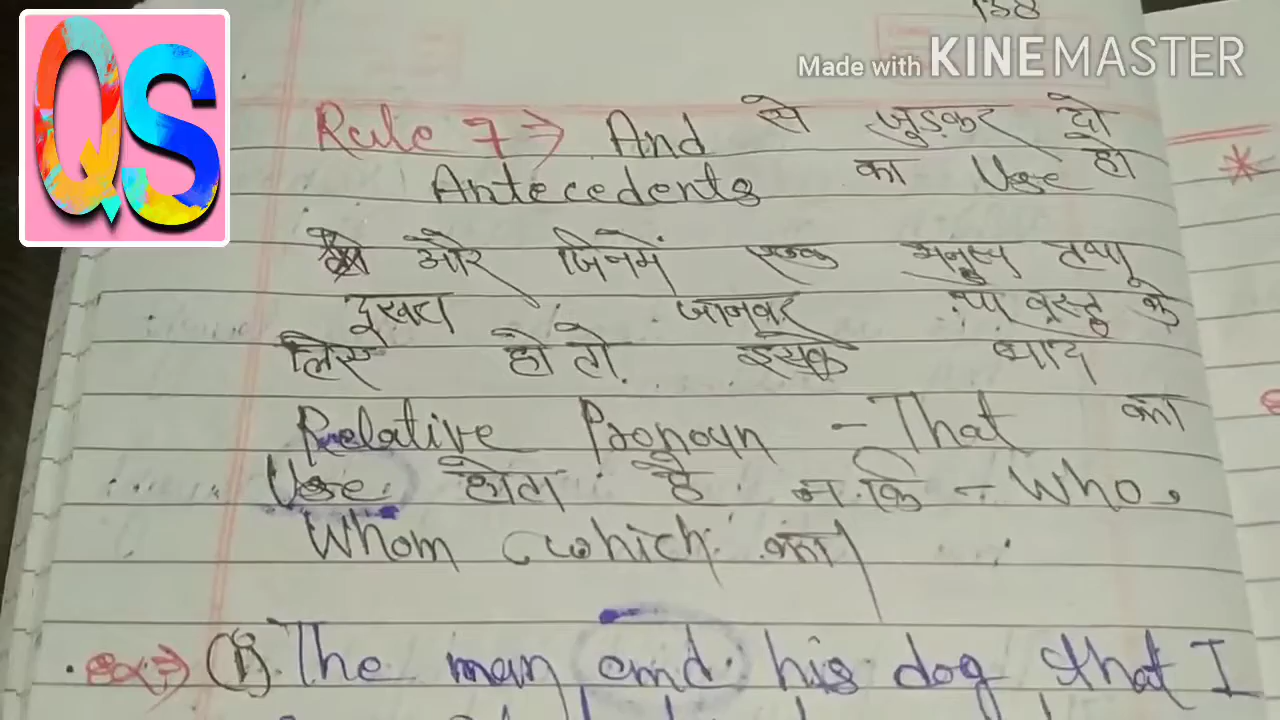 138
QS
Made with KINEMASTER
Rule 7 ⇒ And से जुड़कर दो
Antecedents का Use हो
और जिनमें एक मनुष्य तथा
दूसरा जानवर या वस्तु के
लिए हो तो इसके बाद
Relative Pronoun - That का
Use होता है न कि - Who,
Whom, which का।
ex ⇒ (i) The man and his dog that I